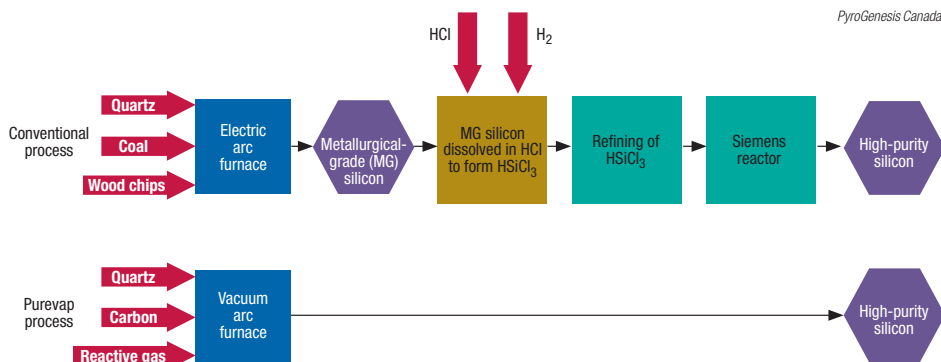 PyroGenesis Canada
HCl
H2
Conventional
process
Quartz
Coal
Wood chips
Electric
arc
furnace
Metallurgical-
grade (MG)
silicon
MG silicon
dissolved in HCl
to form HSiCl3
Refining of
HSiCl3
Siemens
reactor
High-purity
silicon
Purevap
process
Quartz
Carbon
Reactive gas
Vacuum
arc
furnace
High-purity
silicon